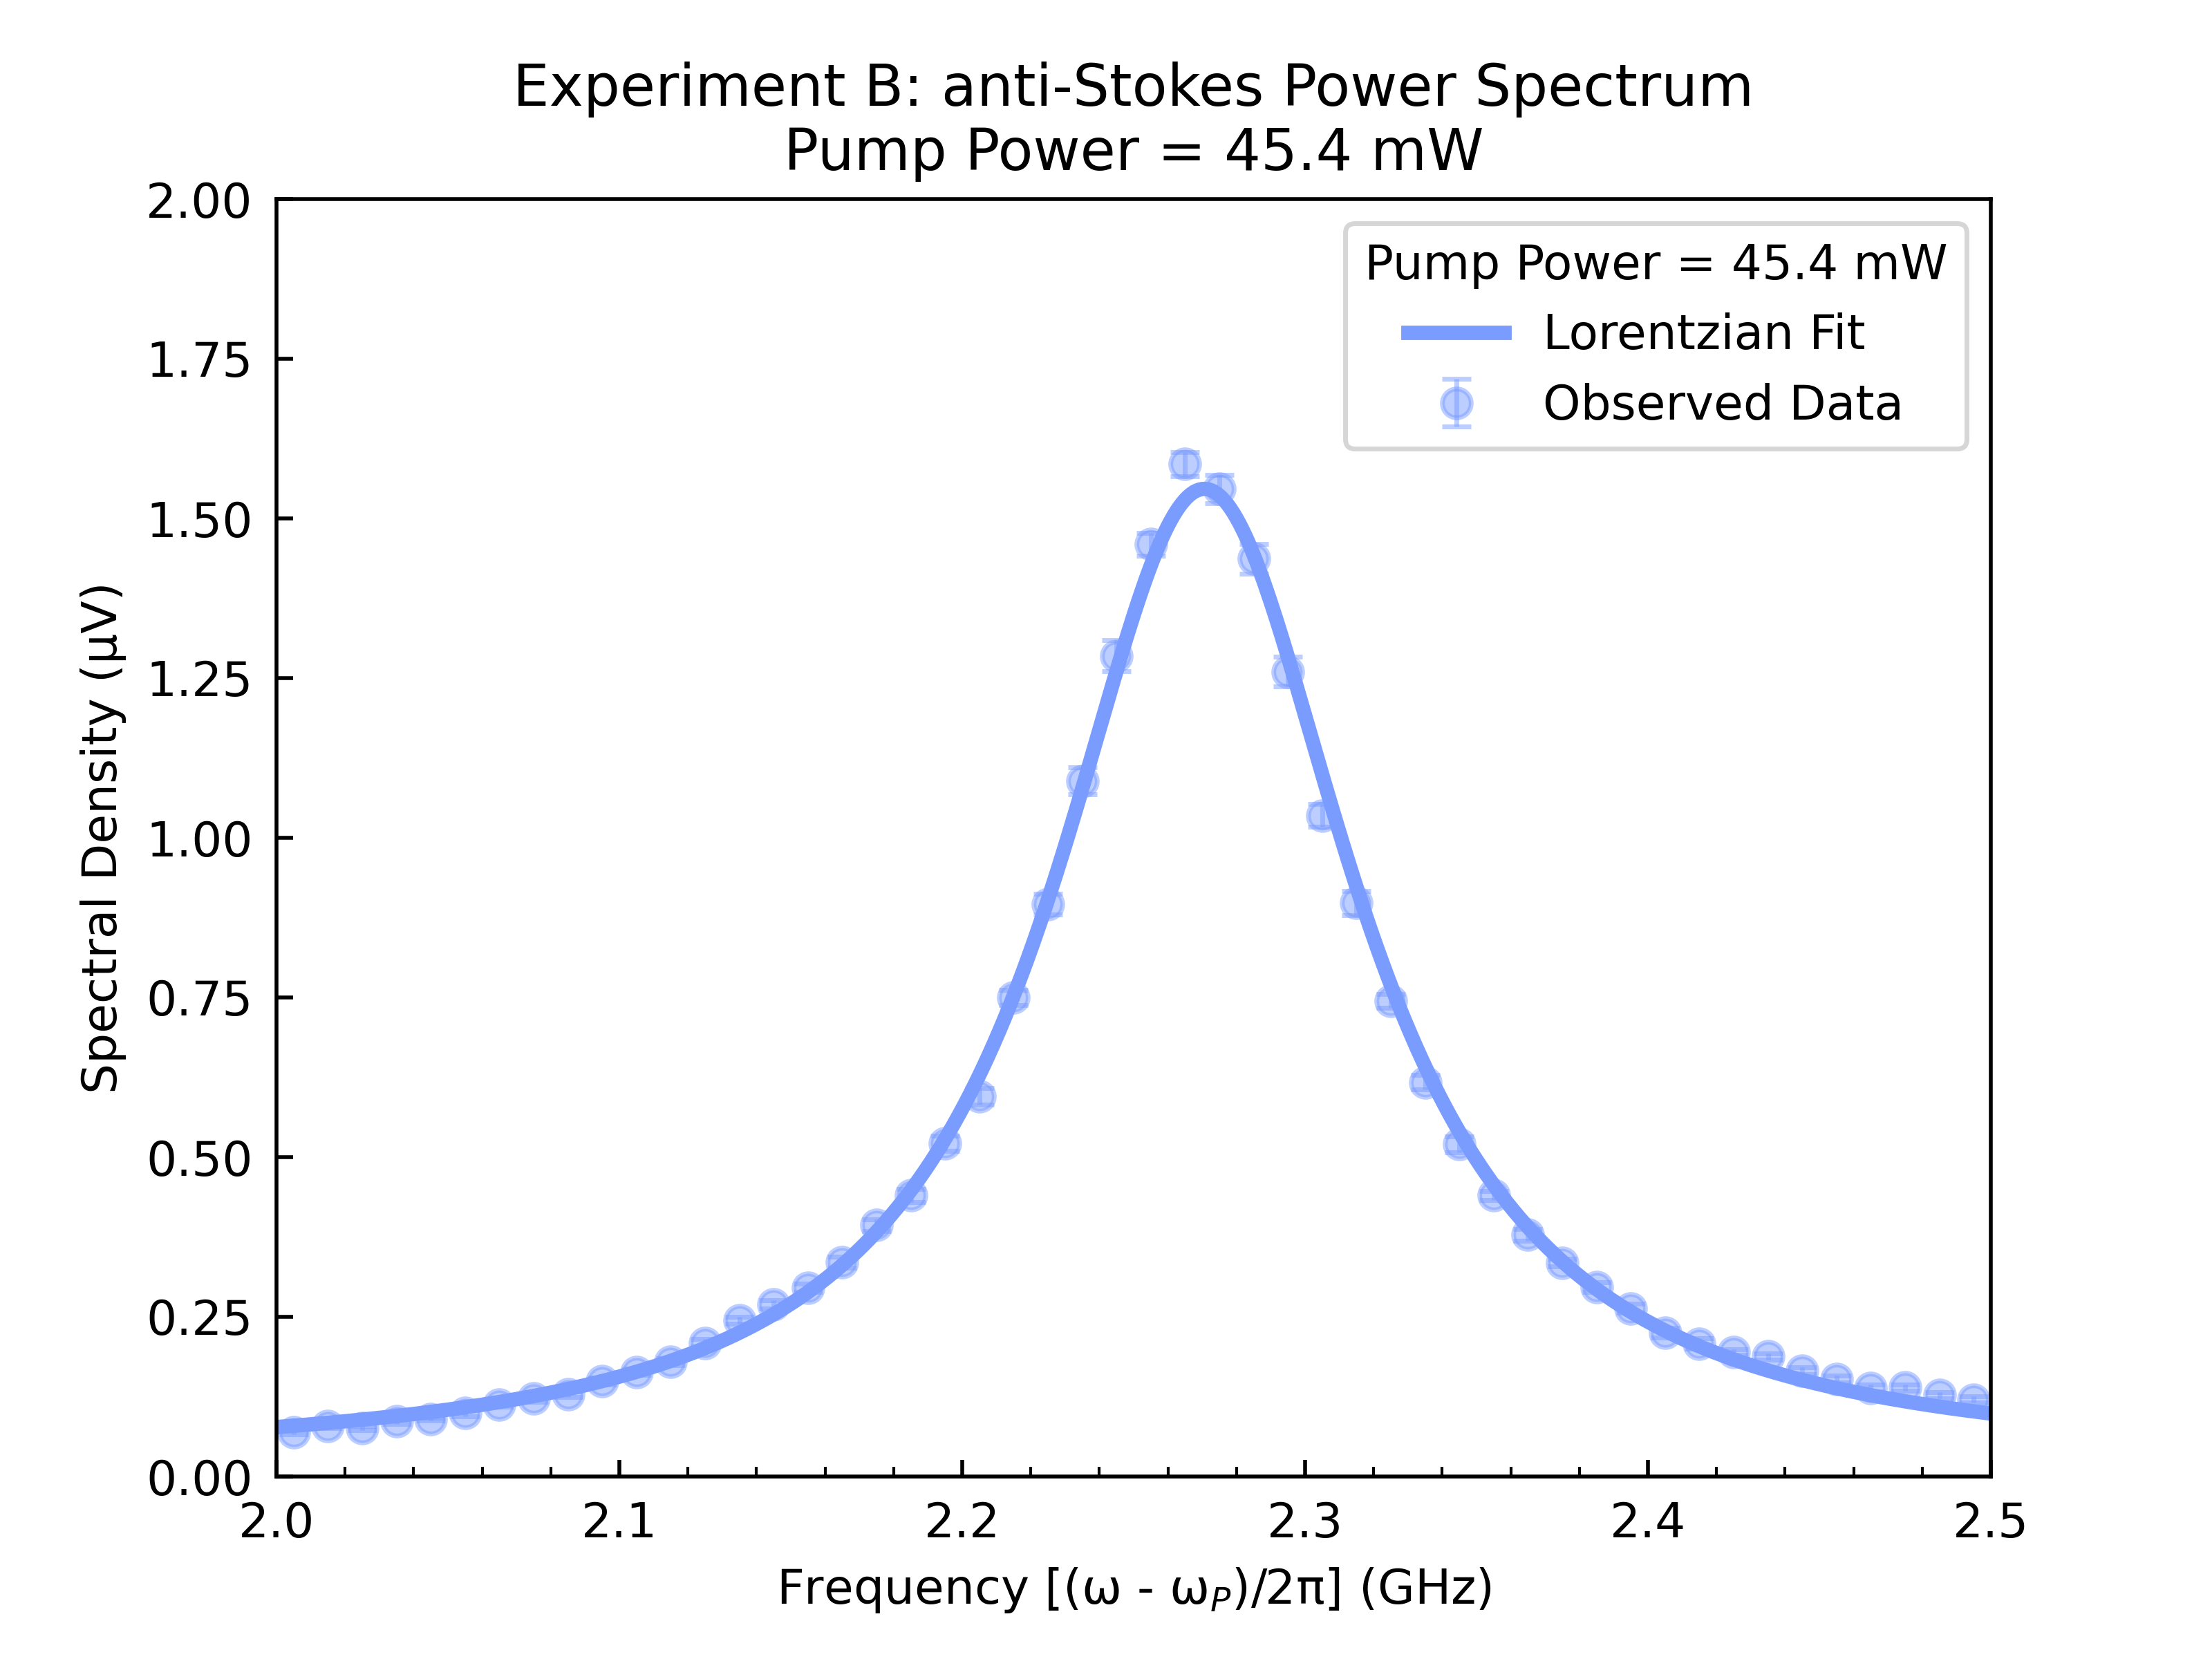 Experiment B: anti-Stokes Power Spectrum
Pump Power = 45.4 mW
Pump Power = 45.4 mW
Lorentzian Fit
Observed Data
Spectral Density (μV)
2.00
1.75
1.50
1.25
1.00
0.75
0.50
0.25
0.00
2.0 2.1 2.2 2.3 2.4 2.5
Frequency [(ω - ωP)/2π] (GHz)